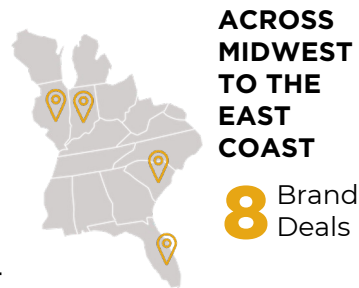 ACROSS
MIDWEST
TO THE
EAST
COAST
8 Brand
Deals
.